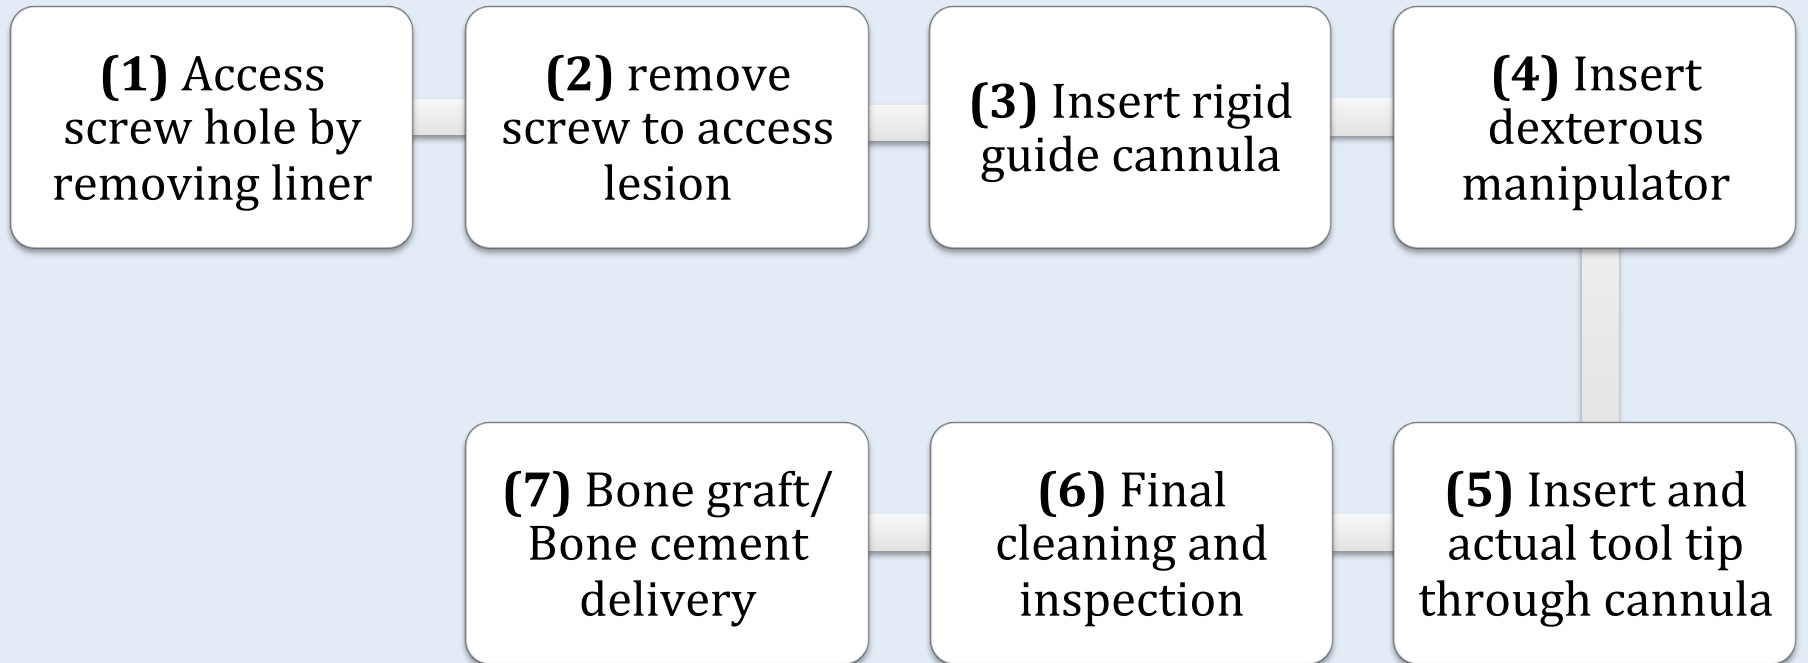 (1) Access
screw hole by
removing liner
(2) remove
screw to access
lesion
(3) Insert rigid
guide cannula
(4) Insert
dexterous
manipulator
(5) Insert and
actual tool tip
through cannula
(6) Final
cleaning and
inspection
(7) Bone graft/
Bone cement
delivery